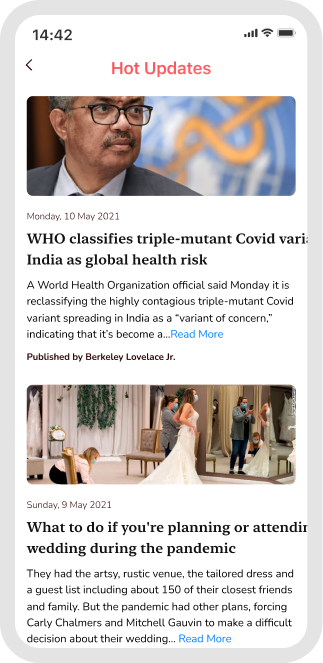 14:42
Hot Updates
Monday, 10 May 2021
WHO classifies triple-mutant Covid varia
India as global health risk
A World Health Organization official said Monday it is
reclassifying the highly contagious triple-mutant Covid
variant spreading in India as a “variant of concern,”
indicating that it’s become a...Read More
Published by Berkeley Lovelace Jr.
Sunday, 9 May 2021
What to do if you're planning or attendin
wedding during the pandemic
They had the artsy, rustic venue, the tailored dress and
a guest list including about 150 of their closest friends
and family. But the pandemic had other plans, forcing
Carly Chalmers and Mitchell Gauvin to make a difficult
decision about their wedding... Read More